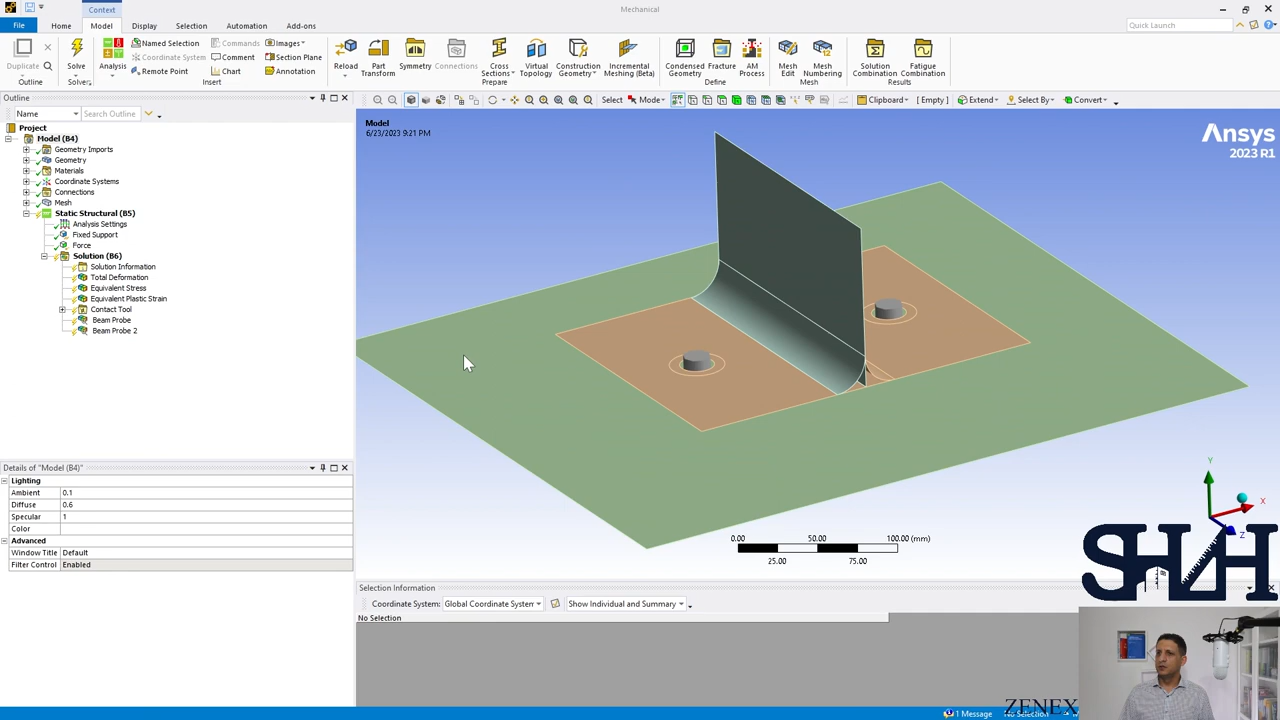 Context
Mechanical
File
Home
Model
Display
Selection
Automation
Add-ons
Quick Launch
Duplicate
Outline
Solve
Solver
Analysis
Named Selection
Coordinate System
Remote Point
Commands
Comment
Chart
Images
Section Plane
Annotation
Insert
Reload
Part
Transform
Symmetry
Connections
Cross
Sections
Virtual
Topology
Construction
Geometry
Incremental
Meshing (Beta)
Prepare
Condensed
Geometry
Fracture
AM
Process
Define
Mesh
Edit
Mesh
Numbering
Mesh
Solution
Combination
Fatigue
Combination
Results
Outline
Select
Mode
Clipboard
[ Empty ]
Extend
Select By
Convert
Name
Search Outline
Project
Model (B4)
Geometry Imports
Geometry
Materials
Coordinate Systems
Connections
Mesh
Static Structural (B5)
Analysis Settings
Fixed Support
Force
Solution (B6)
Solution Information
Total Deformation
Equivalent Stress
Equivalent Plastic Strain
Contact Tool
Beam Probe
Beam Probe 2
Model
6/23/2023 9:21 PM
Ansys
2023 R1
Details of "Model (B4)"
Lighting
Ambient 0.1
Diffuse 0.6
Specular 1
Color
Advanced
Window Title Default
Filter Control Enabled
Y
X
Z
0.00 50.00 100.00 (mm)
25.00 75.00
Selection Information
Coordinate System: Global Coordinate System
Show Individual and Summary
No Selection
SHZH
ZENEX
1 Message
No Selection